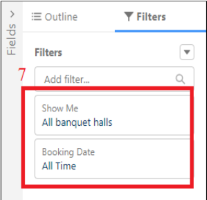 Outline
Filters
Fields
Filters
7
Add filter...
Show Me
All banquet halls
Booking Date
All Time